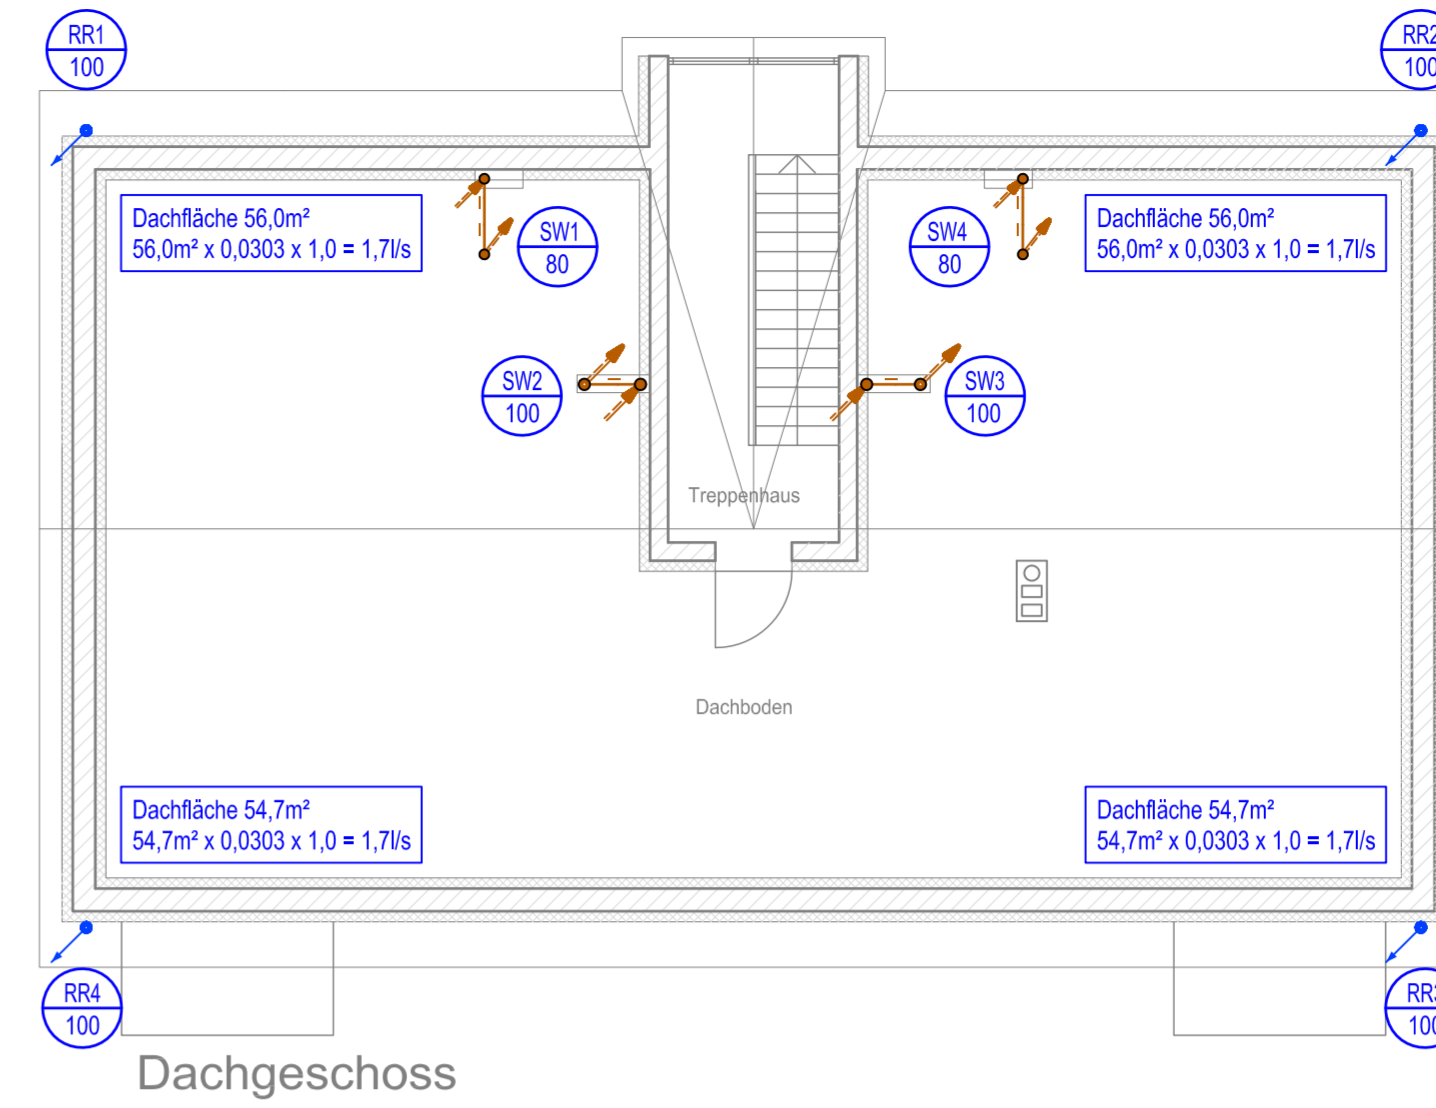 RR1
100
RR2
100
Dachfläche 56,0m²
56,0m² x 0,0303 x 1,0 = 1,7l/s
SW1
80
SW4
80
Dachfläche 56,0m²
56,0m² x 0,0303 x 1,0 = 1,7l/s
SW2
100
SW3
100
Treppenhaus
Dachboden
Dachfläche 54,7m²
54,7m² x 0,0303 x 1,0 = 1,7l/s
Dachfläche 54,7m²
54,7m² x 0,0303 x 1,0 = 1,7l/s
RR4
100
RR3
100
Dachgeschoss